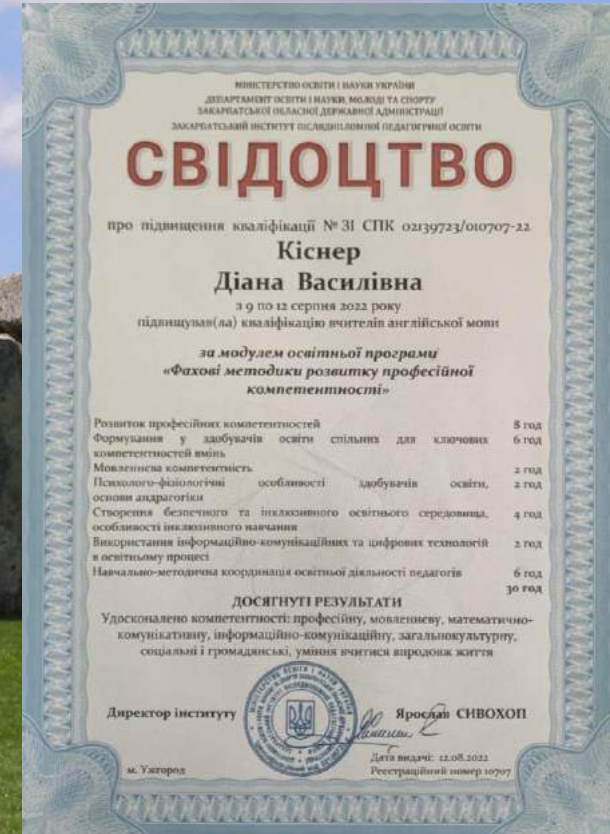 МІНІСТЕРСТВО ОСВІТИ І НАУКИ УКРАЇНИ
ДЕПАРТАМЕНТ ОСВІТИ І НАУКИ, МОЛОДІ ТА СПОРТУ
ЗАКАРПАТСЬКОЇ ОБЛАСНОЇ ДЕРЖАВНОЇ АДМІНІСТРАЦІЇ
ЗАКАРПАТСЬКИЙ ІНСТИТУТ ПІСЛЯДИПЛОМНОЇ ПЕДАГОГІЧНОЇ ОСВІТИ
СВІДОЦТВО
про підвищення кваліфікації № ЗІ СПК 02139723/010707-22
Кіснер
Діана Василівна
з 9 по 12 серпня 2022 року
підвищував(ла) кваліфікацію вчителів англійської мови
за модулем освітньої програми
«Фахові методики розвитку професійної
компетентності»
Розвиток професійних компетентностей 8 год
Формування у здобувачів освіти спільних для ключових 6 год
компетентностей вмінь
Мовленнєва компетентність 2 год
Психолого-фізіологічні особливості здобувачів освіти, 2 год
основи андрагогіки
Створення безпечного та інклюзивного освітнього середовища, 4 год
особливості інклюзивного навчання
Використання інформаційно-комунікаційних та цифрових технологій 2 год
в освітньому процесі
Навчально-методична координація освітньої діяльності педагогів 6 год
30 год
ДОСЯГНУТІ РЕЗУЛЬТАТИ
Удосконалено компетентності: професійну, мовленнєву, математично-
комунікативну, інформаційно-комунікаційну, загальнокультурну,
соціальні і громадянські, уміння вчитися впродовж життя
Директор інституту Ярослав СИВОХОП
Дата видачі: 12.08.2022
м. Ужгород Реєстраційний номер 10707